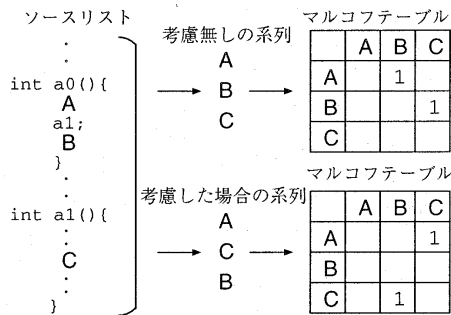 ソースリスト
.
.
int a0(){
A
a1;
B
}
.
.
int a1(){
.
.
C
.
.
}
考慮無しの系列
A
B
C
マルコフテーブル
A B C
A 1
B 1
C
考慮した場合の系列
A
C
B
マルコフテーブル
A B C
A 1
B
C 1